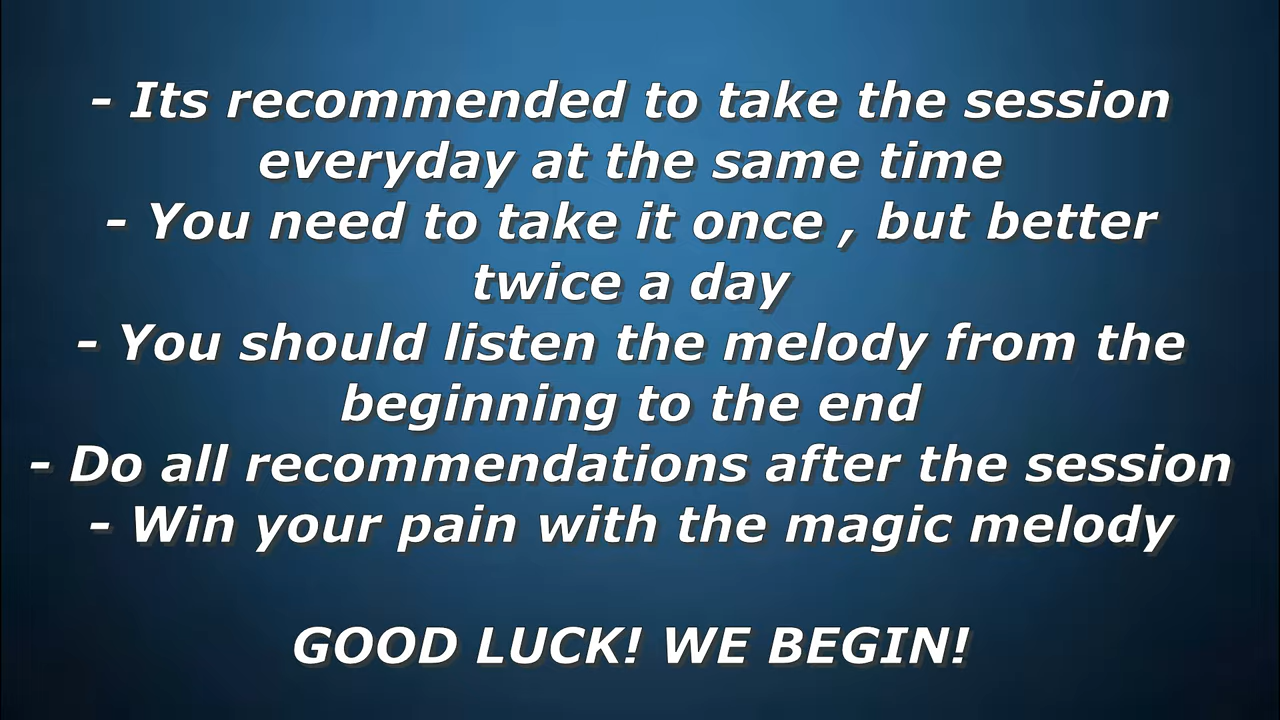 - Its recommended to take the session
everyday at the same time
- You need to take it once , but better
twice a day
- You should listen the melody from the
beginning to the end
- Do all recommendations after the session
- Win your pain with the magic melody
GOOD LUCK! WE BEGIN!